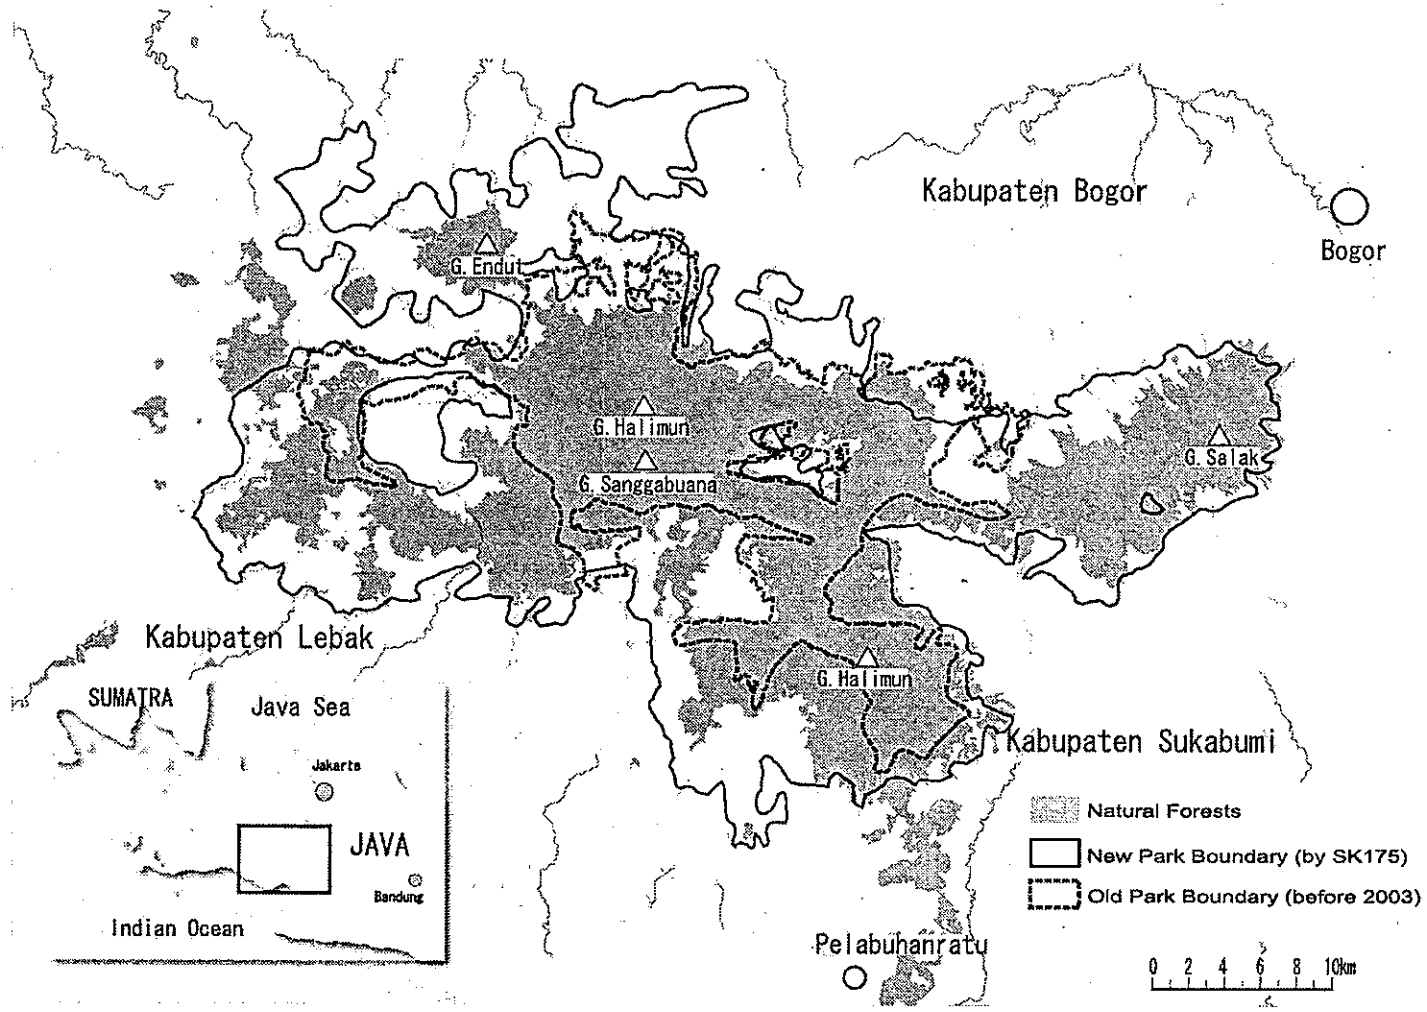 Kabupaten Bogor
Bogor
G. Endut
G. Halimun
G. Salak
G. Sanggabuana
Kabupaten Lebak
G. Halimun
SUMATRA
Java Sea
Jakarta
JAVA
Bandung
Indian Ocean
Kabupaten Sukabumi
Natural Forests
New Park Boundary (by SK175)
Old Park Boundary (before 2003)
Pelabuhanratu
0 2 4 6 8 10km